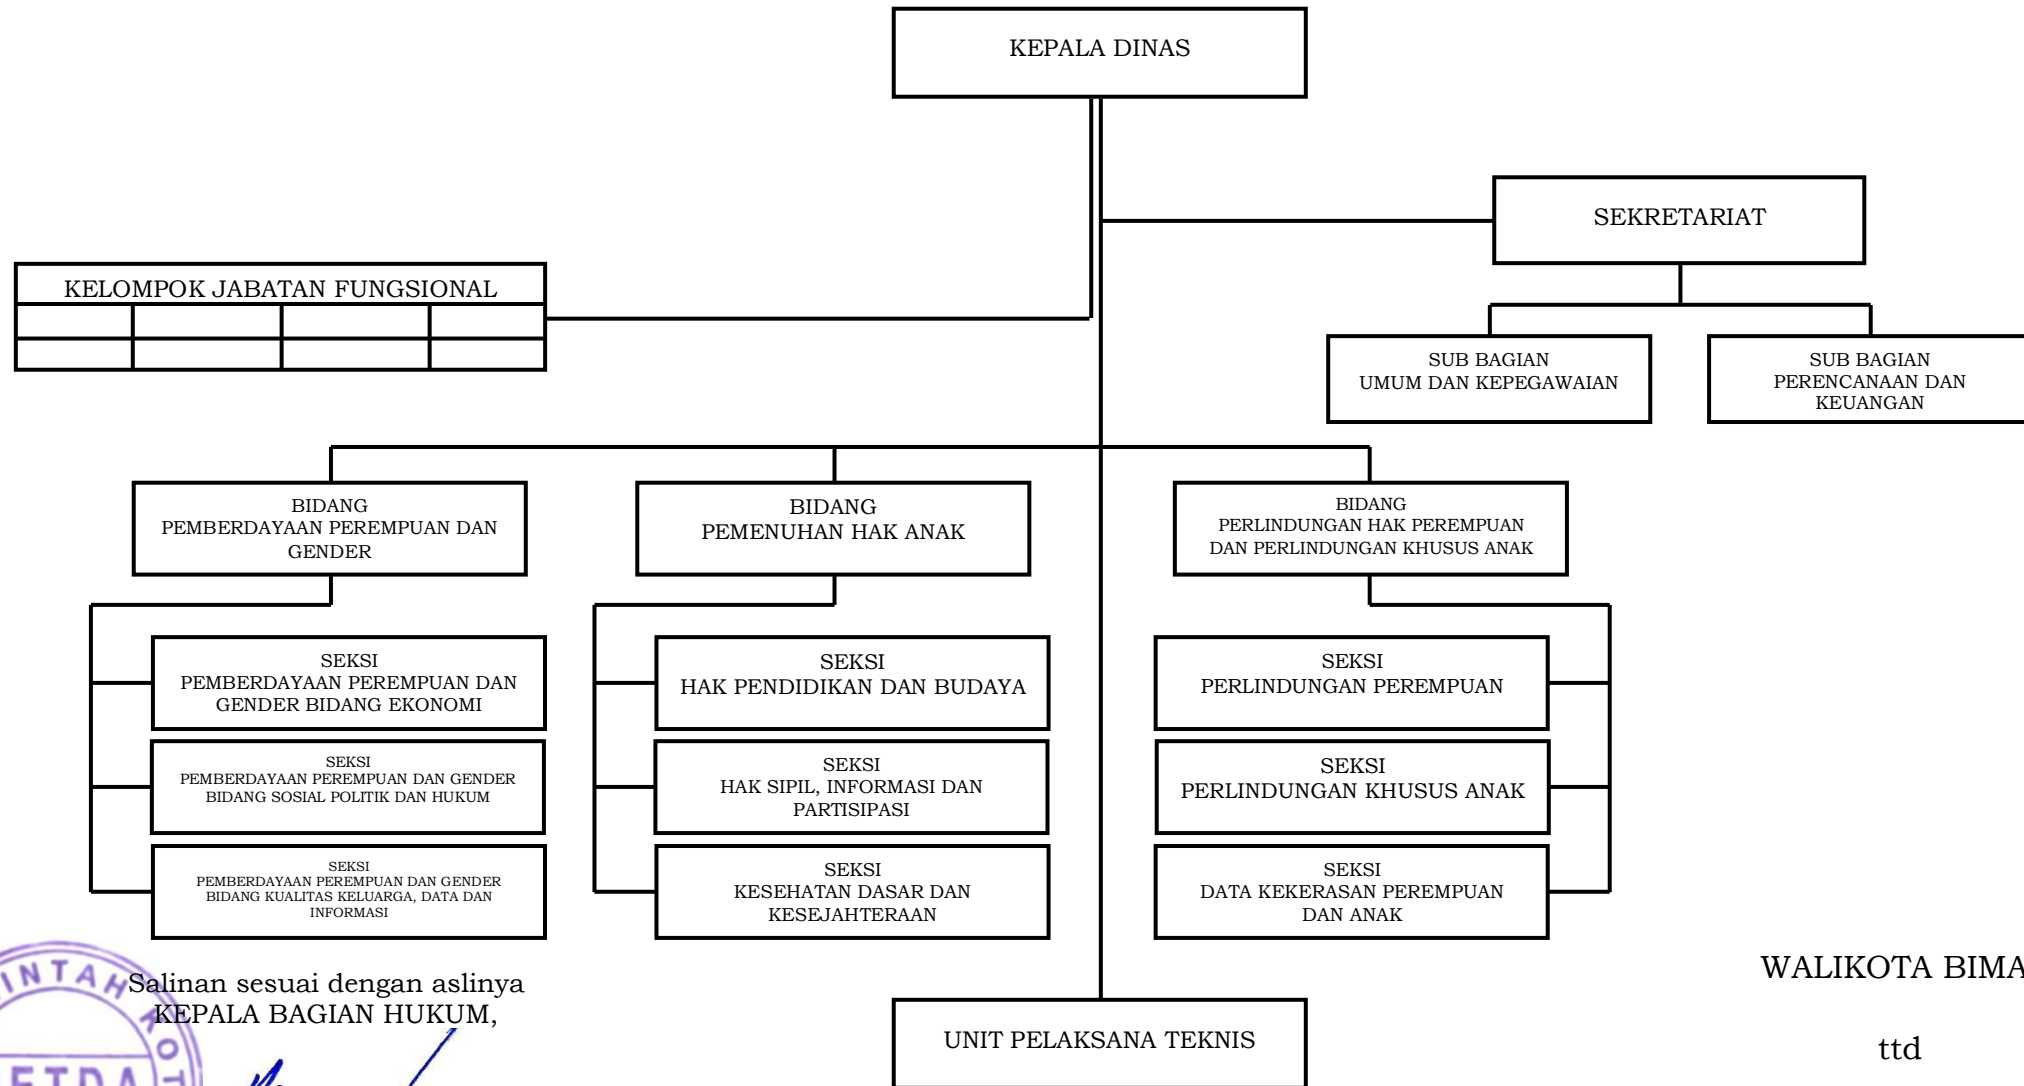 KEPALA DINAS
SEKRETARIAT
KELOMPOK JABATAN FUNGSIONAL
SUB BAGIAN
UMUM DAN KEPEGAWAIAN
SUB BAGIAN
PERENCANAAN DAN
KEUANGAN
BIDANG
PEMBERDAYAAN PEREMPUAN DAN
GENDER
BIDANG
PEMENUHAN HAK ANAK
BIDANG
PERLINDUNGAN HAK PEREMPUAN
DAN PERLINDUNGAN KHUSUS ANAK
SEKSI
PEMBERDAYAAN PEREMPUAN DAN
GENDER BIDANG EKONOMI
SEKSI
HAK PENDIDIKAN DAN BUDAYA
SEKSI
PERLINDUNGAN PEREMPUAN
SEKSI
PEMBERDAYAAN PEREMPUAN DAN GENDER
BIDANG SOSIAL POLITIK DAN HUKUM
SEKSI
HAK SIPIL, INFORMASI DAN
PARTISIPASI
SEKSI
PERLINDUNGAN KHUSUS ANAK
SEKSI
PEMBERDAYAAN PEREMPUAN DAN GENDER
BIDANG KUALITAS KELUARGA, DATA DAN
INFORMASI
SEKSI
KESEHATAN DASAR DAN
KESEJAHTERAAN
SEKSI
DATA KEKERASAN PEREMPUAN
DAN ANAK
Salinan sesuai dengan aslinya
KEPALA BAGIAN HUKUM,
UNIT PELAKSANA TEKNIS
WALIKOTA BIMA
ttd